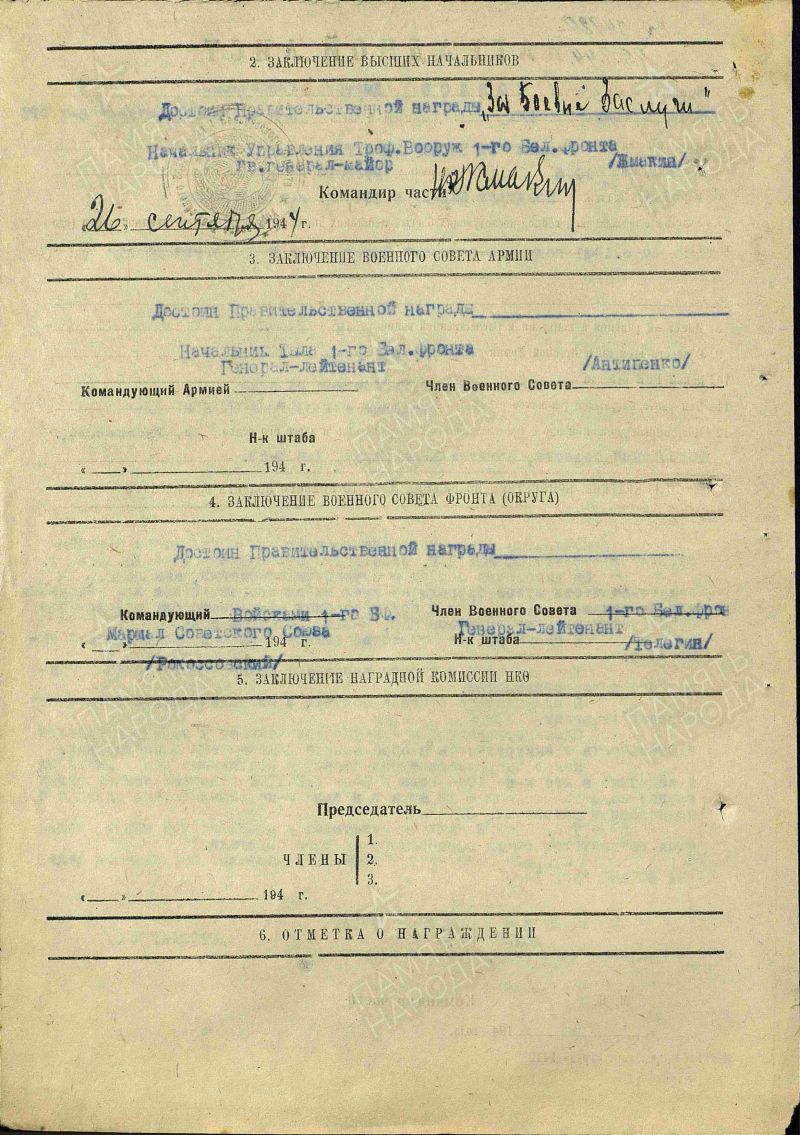 2. ЗАКЛЮЧЕНИЕ ВЫСШИХ НАЧАЛЬНИКОВ
Достоин Правительственной награды „За боевые заслуги"
Начальник Управления Троф.Вооруж 1-го Бел.фронта
гв.генерал-майор /Жмакин/
Командир части
„26" сентября 1944 г.
3. ЗАКЛЮЧЕНИЕ ВОЕННОГО СОВЕТА АРМИИ
Достоин Правительственной награды
Начальник Тыла 1-го Бел.фронта
Генерал-лейтенант /Антипенко/
Командующий Армией Член Военного Совета
Н-к штаба
« » 194 г.
4. ЗАКЛЮЧЕНИЕ ВОЕННОГО СОВЕТА ФРОНТА (ОКРУГА)
Достоин Правительственной награды
Командующий Войсками 1-го БФ. Член Военного Совета 1-го Бел.фрон
Маршал Советского Союза Генерал-лейтенант
« » 194 г. Н-к штаба /Телегин/
/Рокоссовский/
5. ЗАКЛЮЧЕНИЕ НАГРАДНОЙ КОМИССИИ НКО
Председатель
ЧЛЕНЫ
1.
2.
3.
« » 194 г.
6. ОТМЕТКА О НАГРАЖДЕНИИ
ПАМЯТЬ НАРОДА